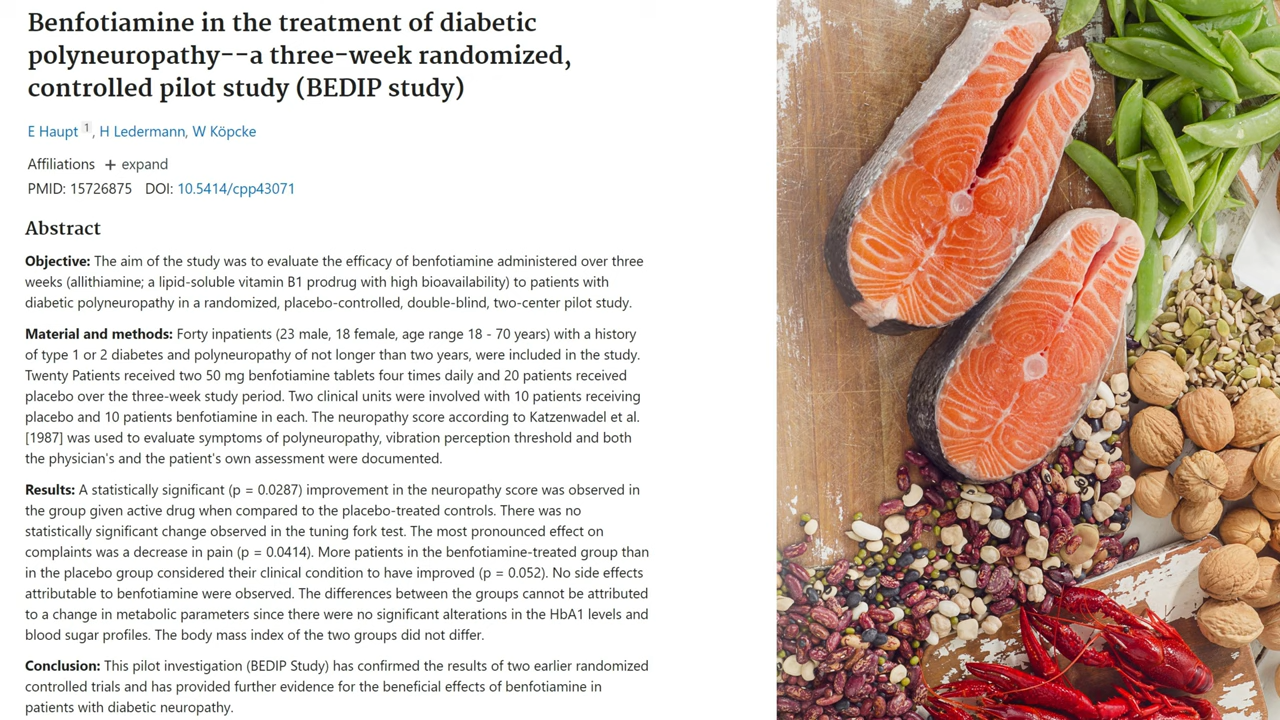 Benfotiamine in the treatment of diabetic
polyneuropathy--a three-week randomized,
controlled pilot study (BEDIP study)
E Haupt 1, H Ledermann, W Köpcke
Affiliations + expand
PMID: 15726875 DOI: 10.5414/cpp43071
Abstract
Objective: The aim of the study was to evaluate the efficacy of benfotiamine administered over three
weeks (allithiamine; a lipid-soluble vitamin B1 prodrug with high bioavailability) to patients with
diabetic polyneuropathy in a randomized, placebo-controlled, double-blind, two-center pilot study.
Material and methods: Forty inpatients (23 male, 18 female, age range 18 - 70 years) with a history
of type 1 or 2 diabetes and polyneuropathy of not longer than two years, were included in the study.
Twenty Patients received two 50 mg benfotiamine tablets four times daily and 20 patients received
placebo over the three-week study period. Two clinical units were involved with 10 patients receiving
placebo and 10 patients benfotiamine in each. The neuropathy score according to Katzenwadel et al.
[1987] was used to evaluate symptoms of polyneuropathy, vibration perception threshold and both
the physician's and the patient's own assessment were documented.
Results: A statistically significant (p = 0.0287) improvement in the neuropathy score was observed in
the group given active drug when compared to the placebo-treated controls. There was no
statistically significant change observed in the tuning fork test. The most pronounced effect on
complaints was a decrease in pain (p = 0.0414). More patients in the benfotiamine-treated group than
in the placebo group considered their clinical condition to have improved (p = 0.052). No side effects
attributable to benfotiamine were observed. The differences between the groups cannot be attributed
to a change in metabolic parameters since there were no significant alterations in the HbA1 levels and
blood sugar profiles. The body mass index of the two groups did not differ.
Conclusion: This pilot investigation (BEDIP Study) has confirmed the results of two earlier randomized
controlled trials and has provided further evidence for the beneficial effects of benfotiamine in
patients with diabetic neuropathy.